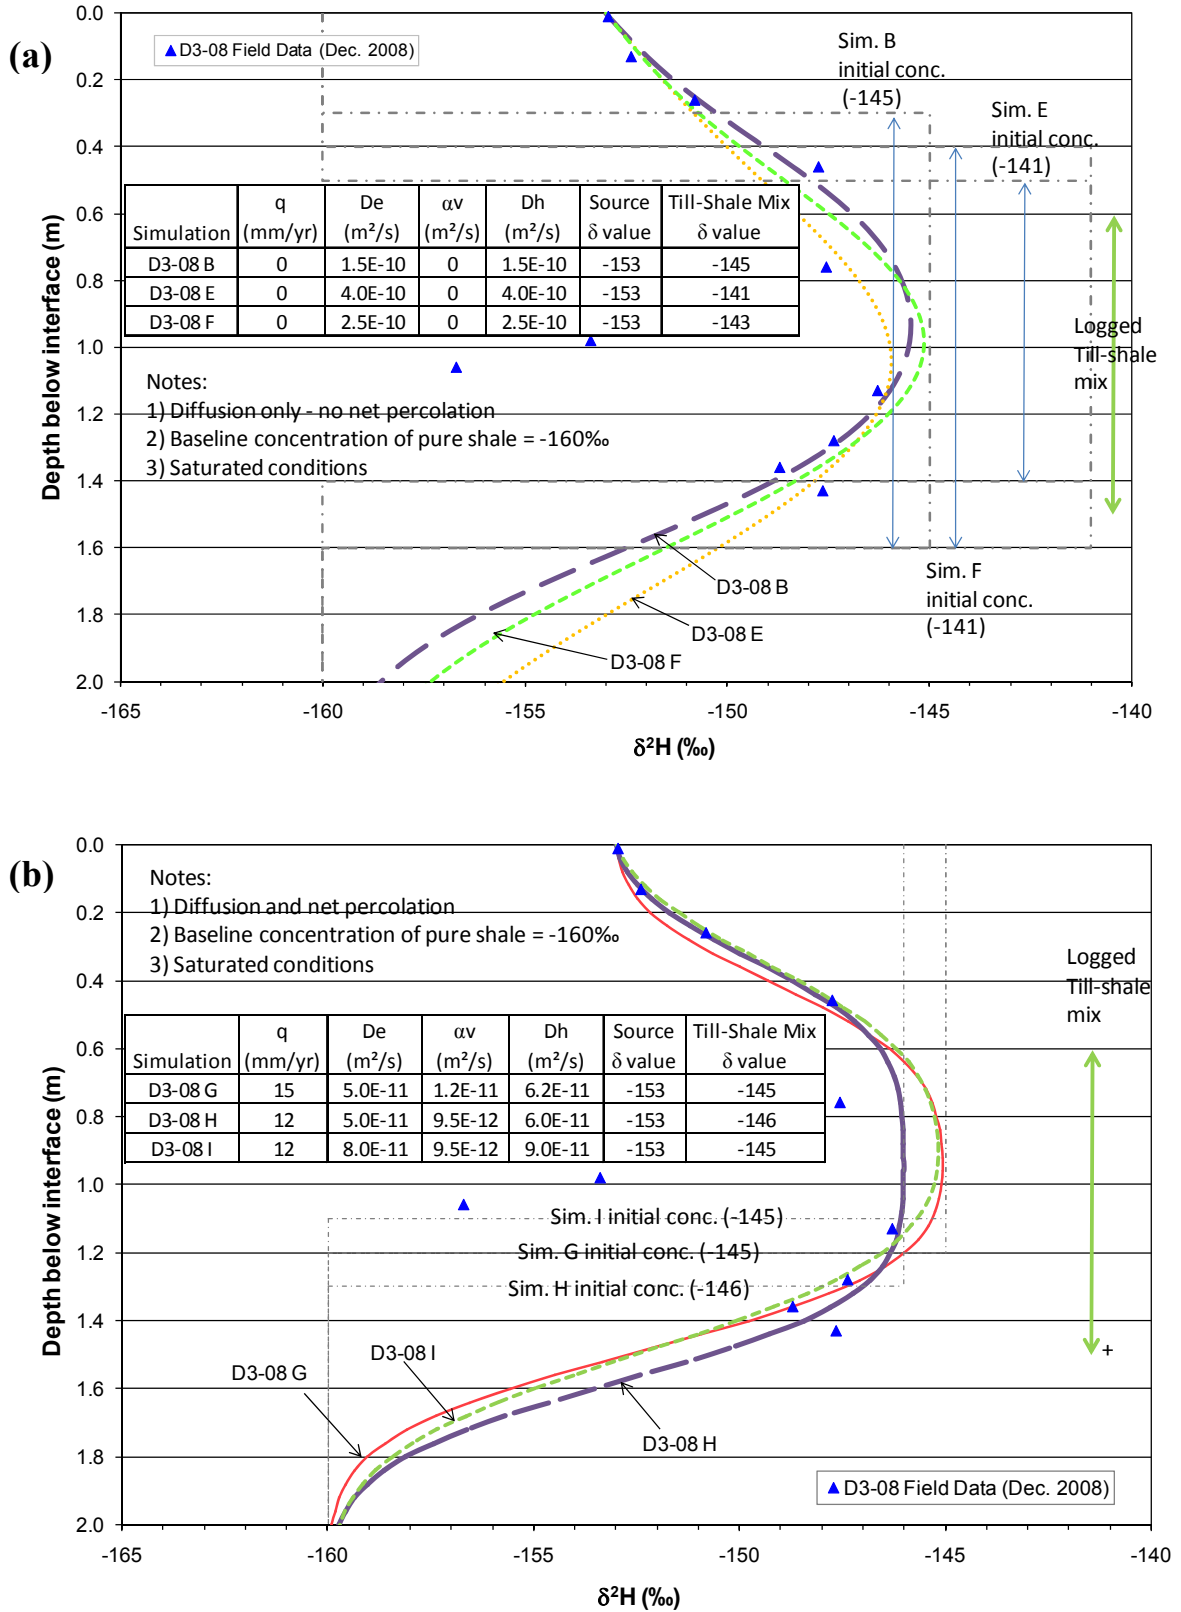 (a)
0.0
0.2
0.4
0.6
0.8
1.0
1.2
1.4
1.6
1.8
2.0
Depth below interface (m)
D3-08 Field Data (Dec. 2008)
Sim. B
initial conc.
(-145)
Sim. E
initial conc.
(-141)
Simulation q (mm/yr) De (m²/s) αv (m²/s) Dh (m²/s) Source δ value Till-Shale Mix δ value
D3-08 B 0 1.5E-10 0 1.5E-10 -153 -145
D3-08 E 0 4.0E-10 0 4.0E-10 -153 -141
D3-08 F 0 2.5E-10 0 2.5E-10 -153 -143
Logged
Till-shale
mix
Notes:
1) Diffusion only - no net percolation
2) Baseline concentration of pure shale = -160‰
3) Saturated conditions
Sim. F
initial conc.
(-141)
D3-08 B
D3-08 E
D3-08 F
-165 -160 -155 -150 -145 -140
δ²H (‰)
(b)
0.0
0.2
0.4
0.6
0.8
1.0
1.2
1.4
1.6
1.8
2.0
Depth below interface (m)
Notes:
1) Diffusion and net percolation
2) Baseline concentration of pure shale = -160‰
3) Saturated conditions
Logged
Till-shale
mix
Simulation q (mm/yr) De (m²/s) αv (m²/s) Dh (m²/s) Source δ value Till-Shale Mix δ value
D3-08 G 15 5.0E-11 1.2E-11 6.2E-11 -153 -145
D3-08 H 12 5.0E-11 9.5E-12 6.0E-11 -153 -146
D3-08 I 12 8.0E-11 9.5E-12 9.0E-11 -153 -145
Sim. I initial conc. (-145)
Sim. G initial conc. (-145)
Sim. H initial conc. (-146)
+
D3-08 I
D3-08 G
D3-08 H
D3-08 Field Data (Dec. 2008)
-165 -160 -155 -150 -145 -140
δ²H (‰)